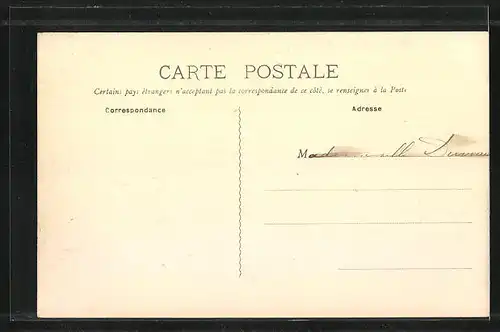 CARTE POSTALE
Certains pays étrangers n'acceptant pas la correspondance de ce côté, se renseigner à la Poste
Correspondance
Adresse
Mademoiselle